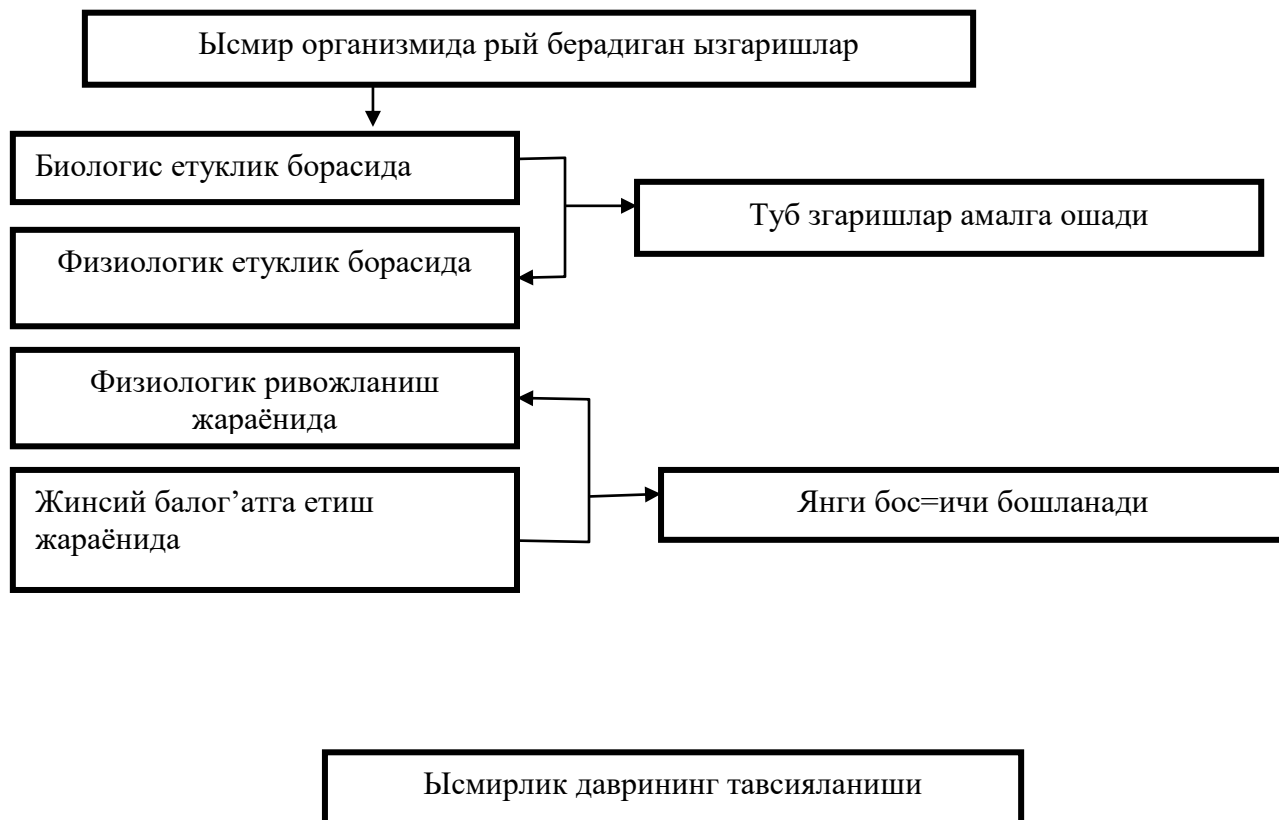 Ысмир организмида рый берадиган ызгаришлар
Биологис етуклик борасида
Туб згаришлар амалга ошади
Физиологик етуклик борасида
Физиологик ривожланиш
жараёнида
Жинсий балог’атга етиш
жараёнида
Янги бос=ичи бошланади
Ысмирлик даврининг тавсияланиши